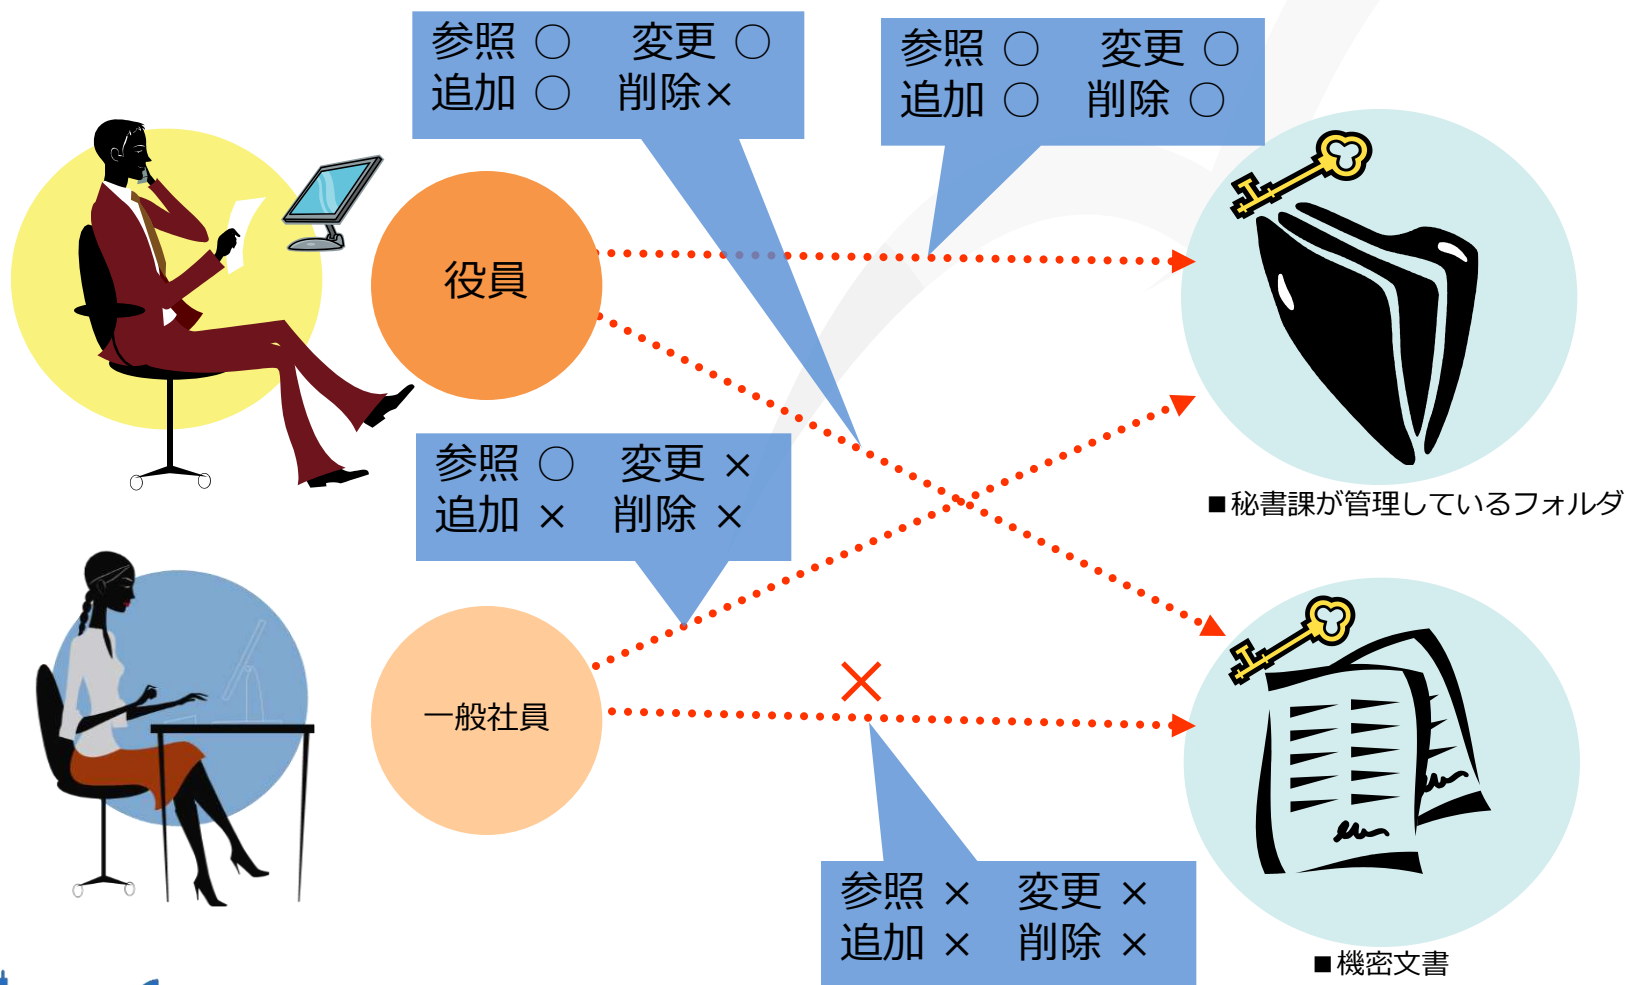 参照 ○ 変更 ○
追加 ○ 削除×
参照 ○ 変更 ○
追加 ○ 削除 ○
役員
参照 ○ 変更 ×
追加 × 削除 ×
■秘書課が管理しているフォルダ
一般社員
×
参照 × 変更 ×
追加 × 削除 ×
■機密文書